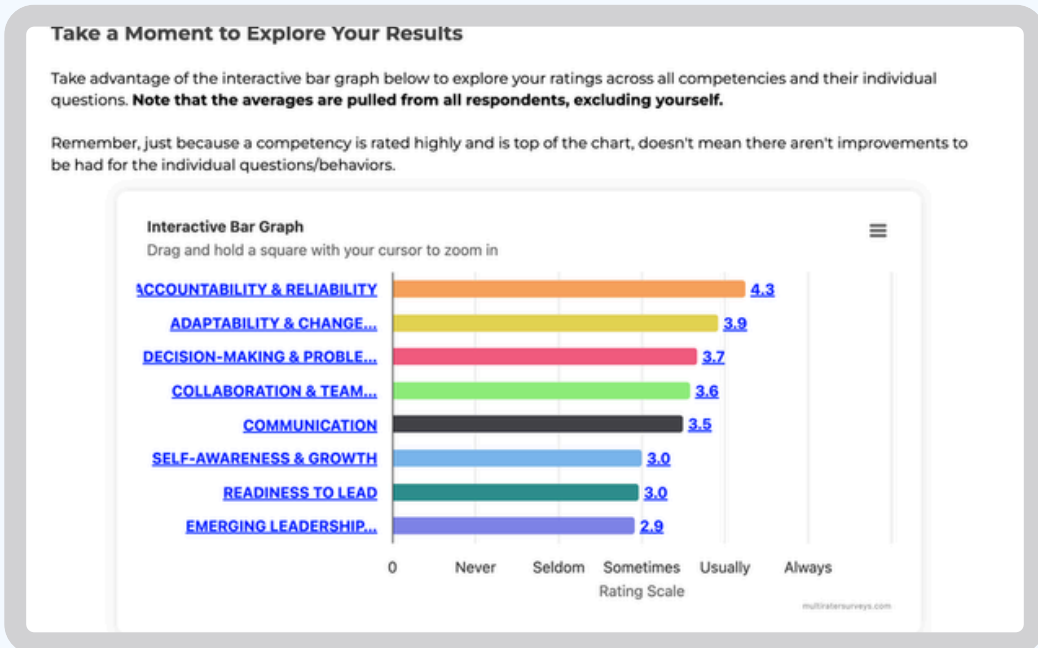 Take a Moment to Explore Your Results
Take advantage of the interactive bar graph below to explore your ratings across all competencies and their individual
questions. Note that the averages are pulled from all respondents, excluding yourself.
Remember, just because a competency is rated highly and is top of the chart, doesn't mean there aren't improvements to
be had for the individual questions/behaviors.
Interactive Bar Graph
Drag and hold a square with your cursor to zoom in
ACCOUNTABILITY & RELIABILITY 4.3
ADAPTABILITY & CHANGE... 3.9
DECISION-MAKING & PROBLE... 3.7
COLLABORATION & TEAM... 3.6
COMMUNICATION 3.5
SELF-AWARENESS & GROWTH 3.0
READINESS TO LEAD 3.0
EMERGING LEADERSHIP... 2.9
0 Never Seldom Sometimes Usually Always
Rating Scale
multiratersurveys.com